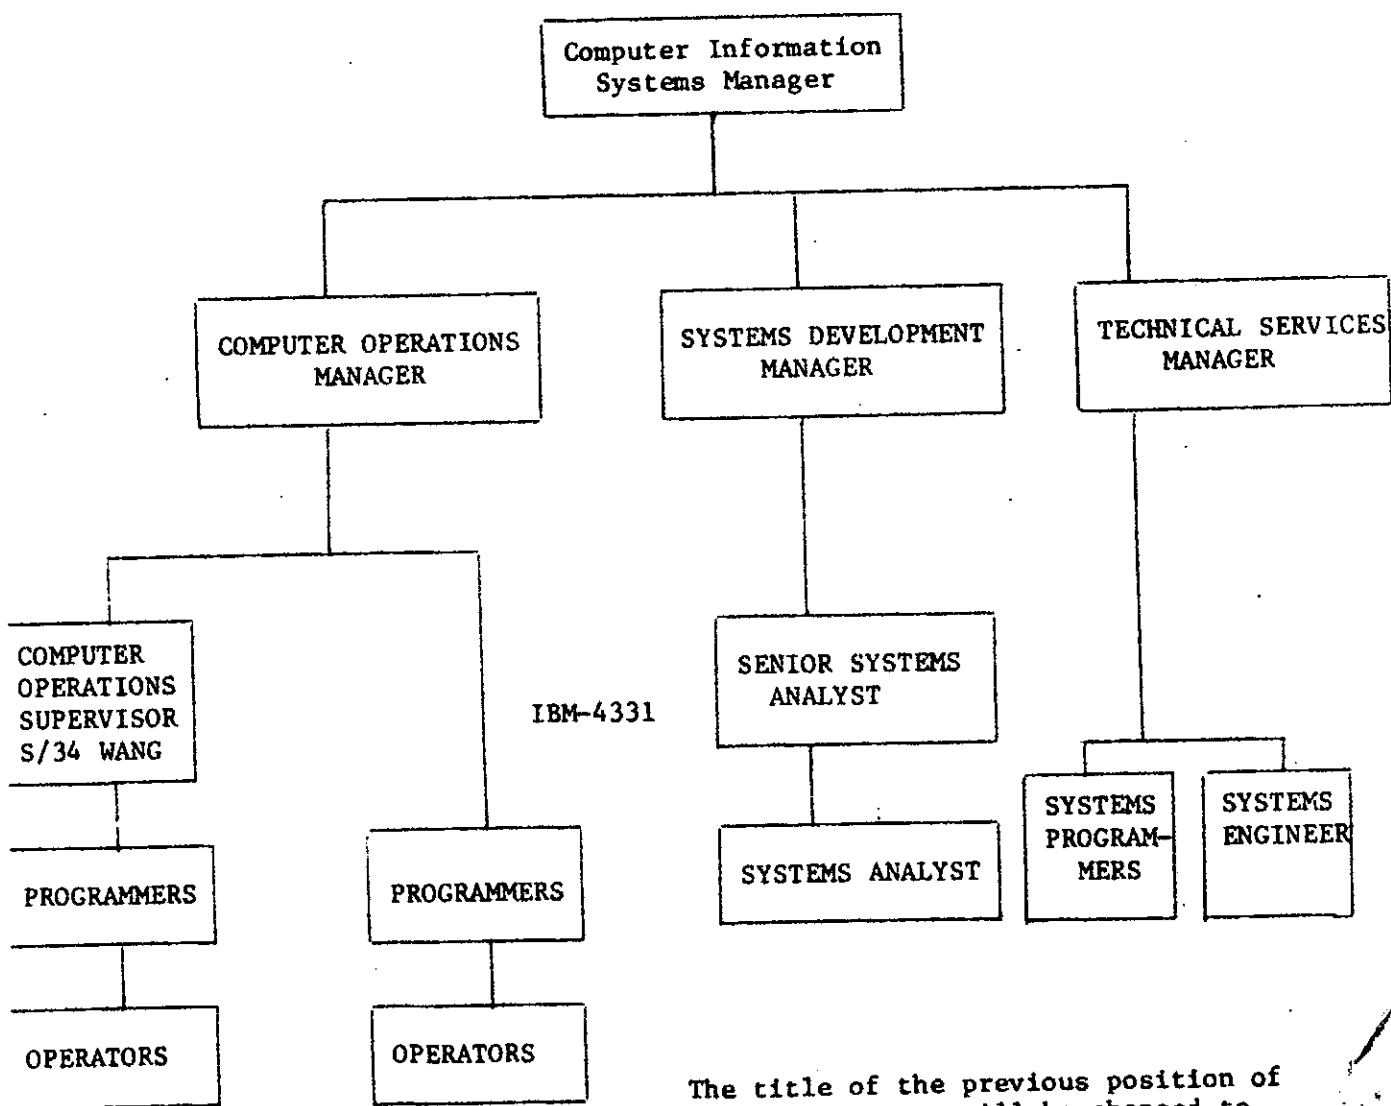 Computer Information
Systems Manager
COMPUTER OPERATIONS
MANAGER
SYSTEMS DEVELOPMENT
MANAGER
TECHNICAL SERVICES
MANAGER
COMPUTER
OPERATIONS
SUPERVISOR
S/34 WANG
IBM-4331
SENIOR SYSTEMS
ANALYST
SYSTEMS
PROGRAM-
MERS
SYSTEMS
ENGINEER
PROGRAMMERS
PROGRAMMERS
SYSTEMS ANALYST
OPERATORS
OPERATORS
The title of the previous position of
changed to